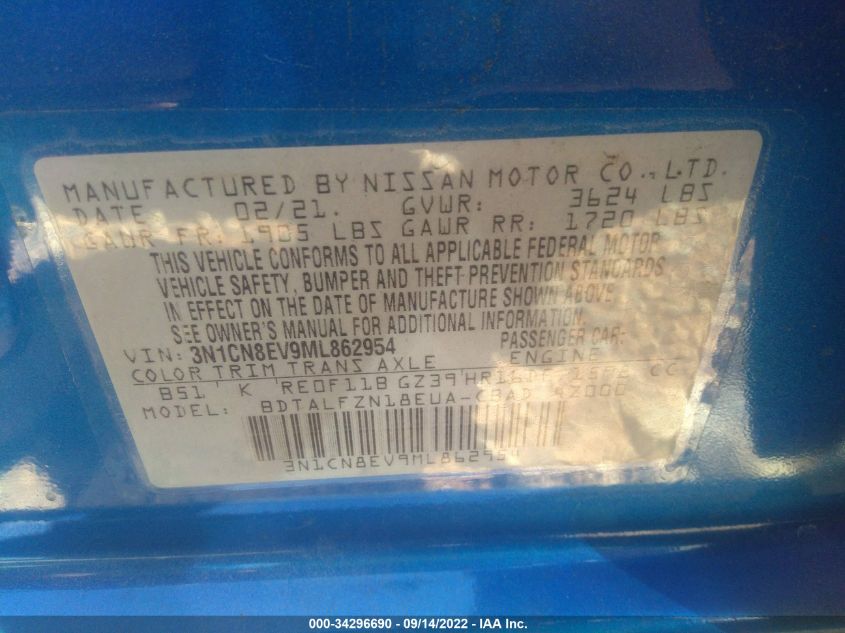 MANUFACTURED BY NISSAN MOTOR CO., LTD.
DATE 02/21. GVWR: 3624 LBS
GAWR FR: 1905 LBS GAWR RR: 1720 LBS
THIS VEHICLE CONFORMS TO ALL APPLICABLE FEDERAL MOTOR
VEHICLE SAFETY, BUMPER AND THEFT PREVENTION STANDARDS
IN EFFECT ON THE DATE OF MANUFACTURE SHOWN ABOVE
SEE OWNER'S MANUAL FOR ADDITIONAL INFORMATION.
VIN: 3N1CN8EV9ML862954 PASSENGER CAR
COLOR TRIM TRANS AXLE ENGINE
B51 K RE0F11B GZ39 CC
MODEL:
3N1CN8EV9ML862954
000-34296690 - 09/14/2022 - IAA Inc.